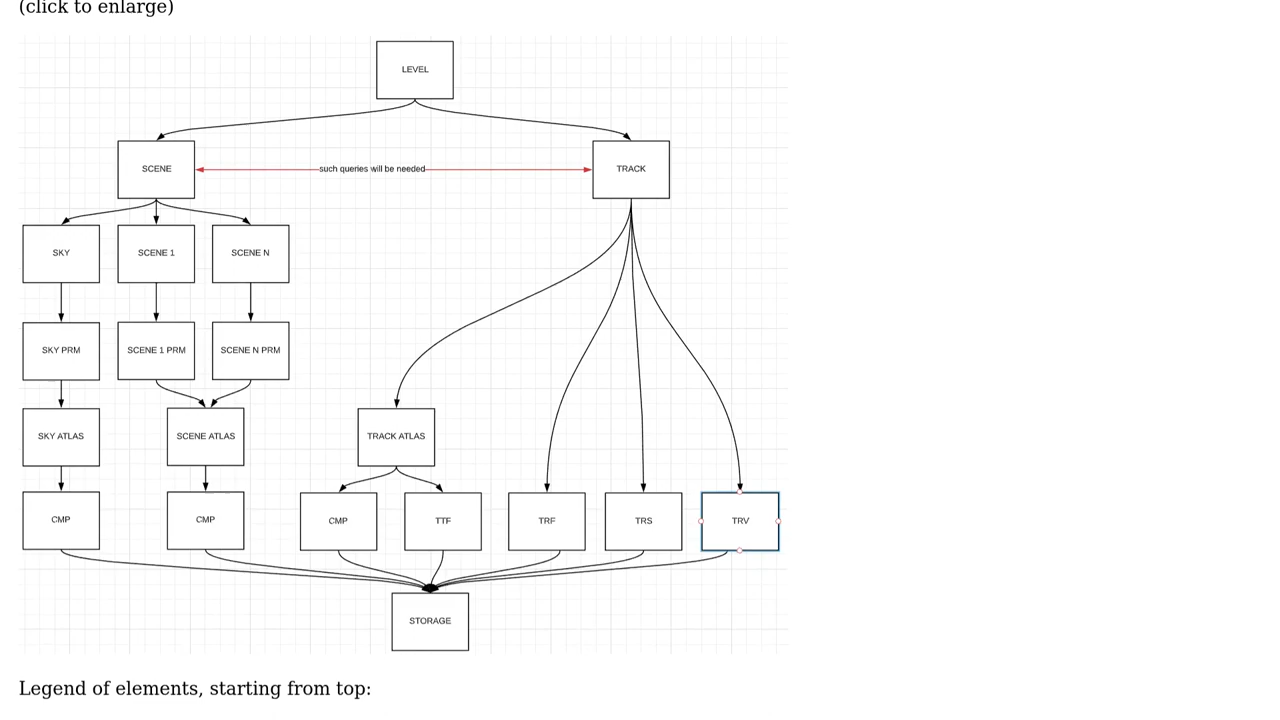 (click to enlarge)
LEVEL
SCENE
such queries will be needed
TRACK
SKY
SCENE 1
SCENE N
SKY PRM
SCENE 1 PRM
SCENE N PRM
SKY ATLAS
SCENE ATLAS
TRACK ATLAS
CMP
CMP
CMP
TTF
TRF
TRS
TRV
STORAGE
Legend of elements, starting from top: